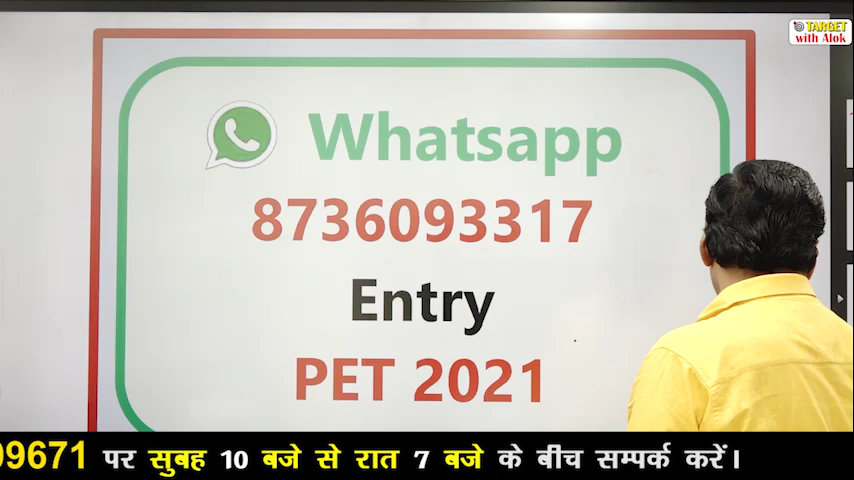 TARGET
with Alok
Whatsapp
8736093317
Entry
PET 2021
09671 पर सुबह 10 बजे से रात 7 बजे के बीच सम्पर्क करें।